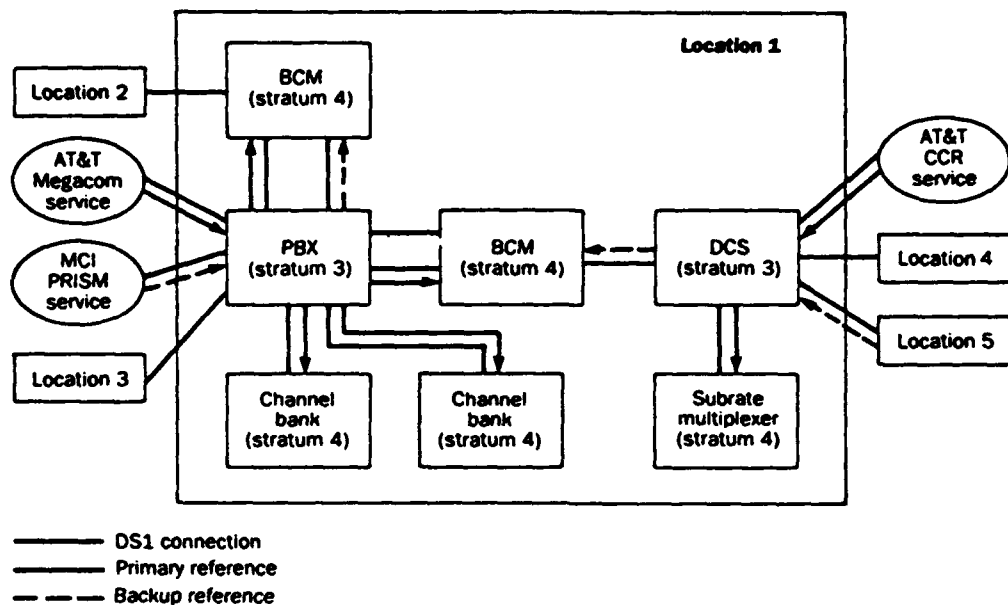 Location 1
BCM
(stratum 4)
Location 2
AT&T
Megacom
service
AT&T
CCR
service
PBX
(stratum 3)
BCM
(stratum 4)
DCS
(stratum 3)
MCI
PRISM
service
Location 4
Location 3
Location 5
Channel
bank
(stratum 4)
Channel
bank
(stratum 4)
Subrate
multiplexer
(stratum 4)
DS1 connection
Primary reference
Backup reference